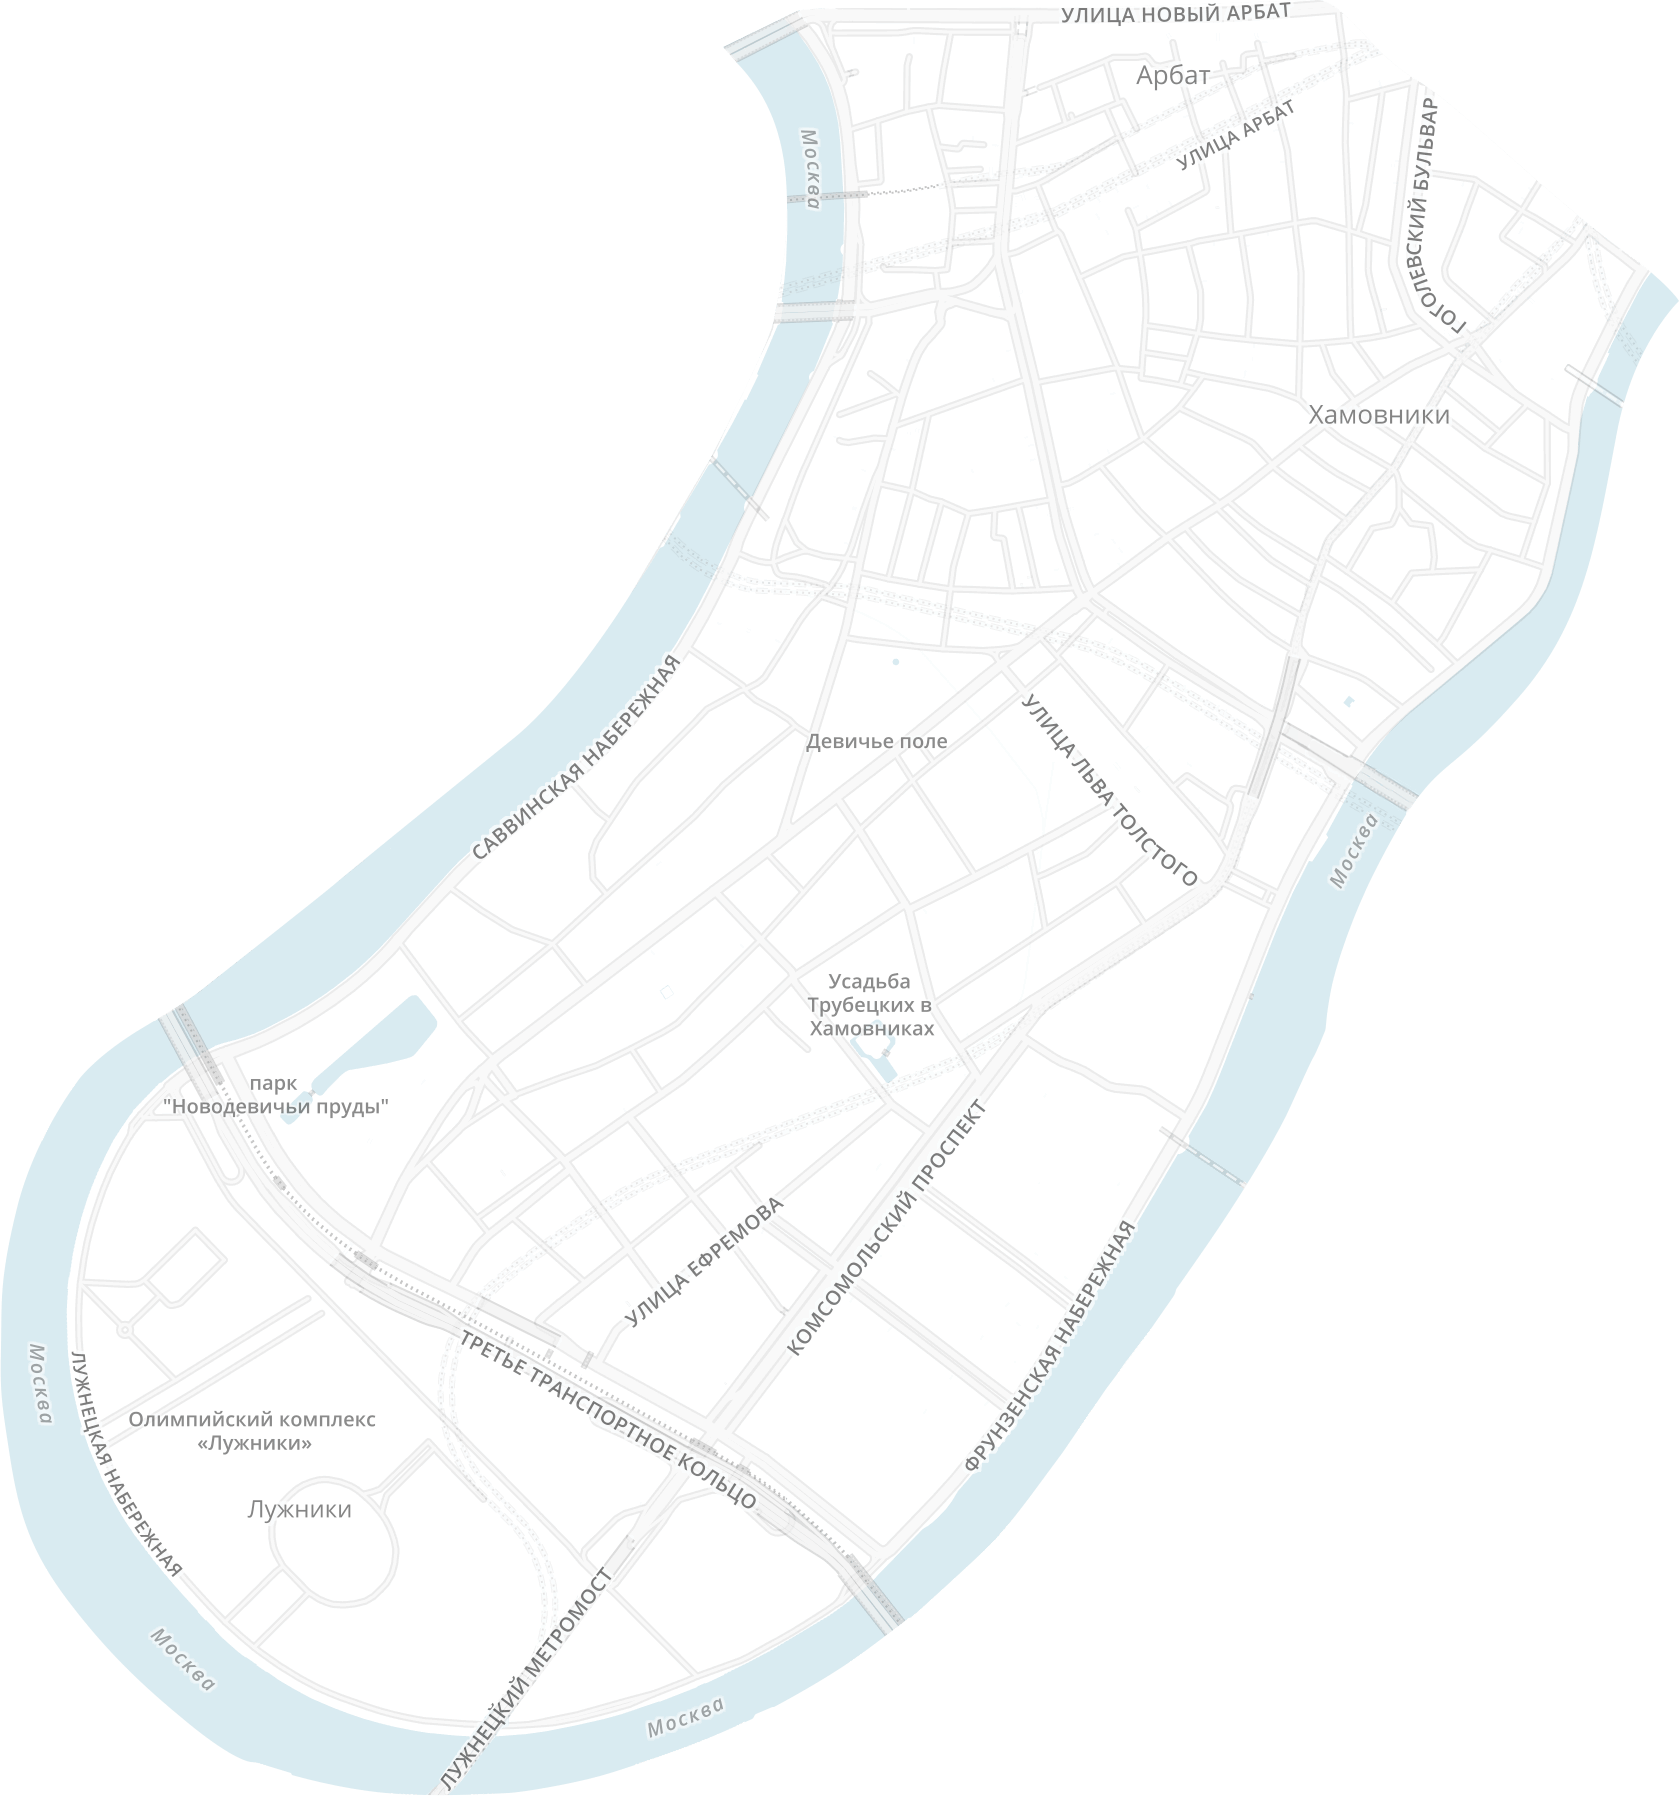 УЛИЦА НОВЫЙ АРБАТ
Арбат
УЛИЦА АРБАТ
ГОГОЛЕВСКИЙ БУЛЬВАР
Москва
Хамовники
САВВИНСКАЯ НАБЕРЕЖНАЯ
Девичье поле
УЛИЦА ЛЬВА ТОЛСТОГО
Москва
Усадьба
Трубецких в
Хамовниках
парк
"Новодевичьи пруды"
УЛИЦА ЕФРЕМОВА
КОМСОМОЛЬСКИЙ ПРОСПЕКТ
ФРУНЗЕНСКАЯ НАБЕРЕЖНАЯ
ТРЕТЬЕ ТРАНСПОРТНОЕ КОЛЬЦО
Москва
ЛУЖНЕЦКАЯ НАБЕРЕЖНАЯ
Олимпийский комплекс
«Лужники»
Лужники
ЛУЖНЕЦКИЙ МЕТРОМОСТ
Москва
Москва